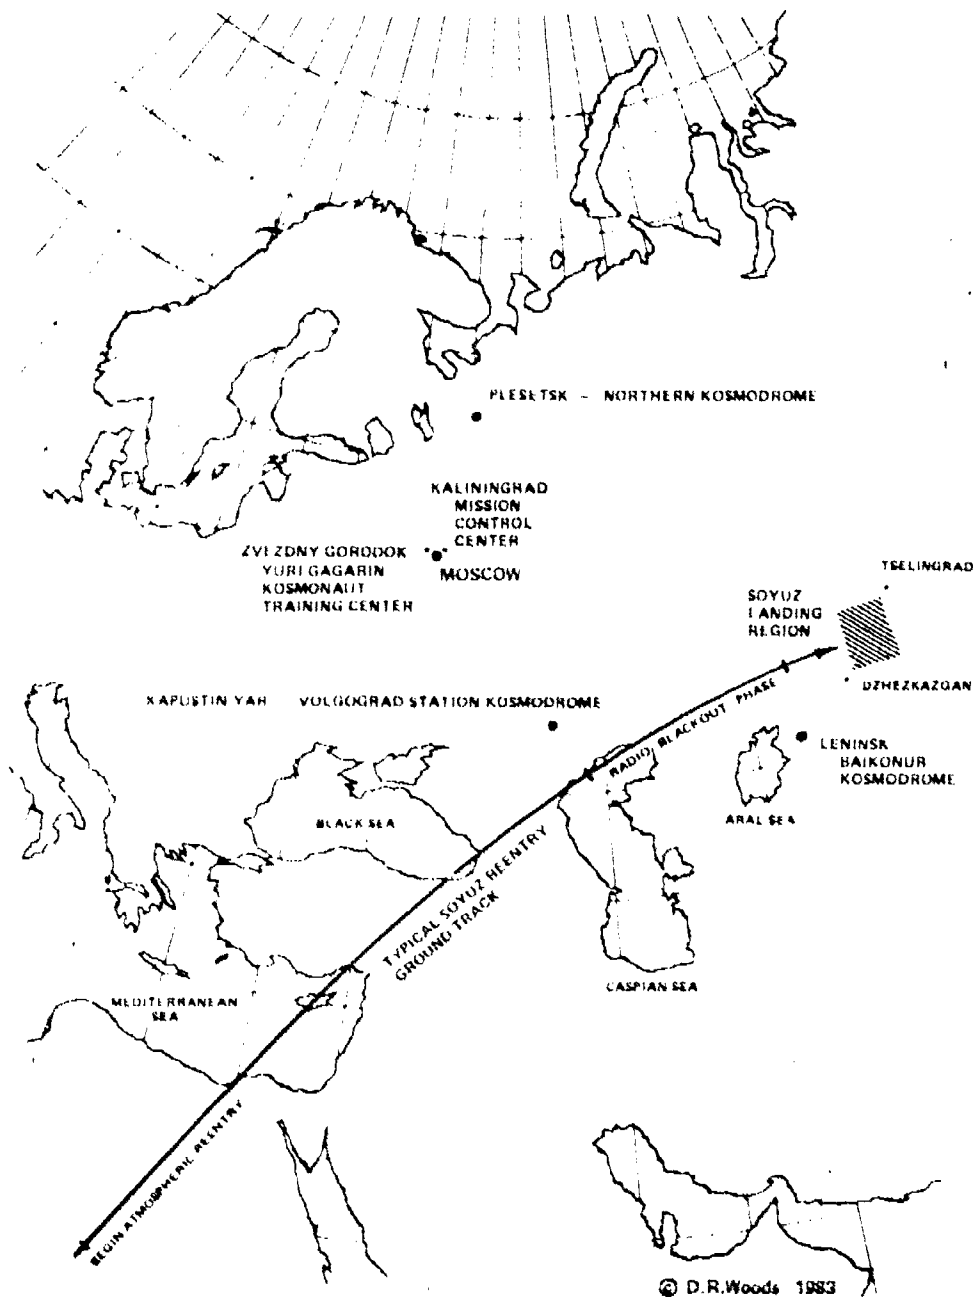 PLESETSK – NORTHERN KOSMODROME
KALININGRAD
MISSION
CONTROL
CENTER
ZVEZDNY GORODOK
YURI GAGARIN
KOSMONAUT
TRAINING CENTER
MOSCOW
TSELINGRAD
SOYUZ
LANDING
REGION
DZHEZKAZGAN
KAPUSTIN YAH VOLGOGRAD STATION KOSMODROME
RADIO BLACKOUT PHASE
LENINSK
BAIKONUR
KOSMODROME
BLACK SEA
ARAL SEA
TYPICAL SOYUZ REENTRY
GROUND TRACK
CASPIAN SEA
MEDITERRANEAN
SEA
BEGIN ATMOSPHERIC REENTRY
© D.R.Woods 1983